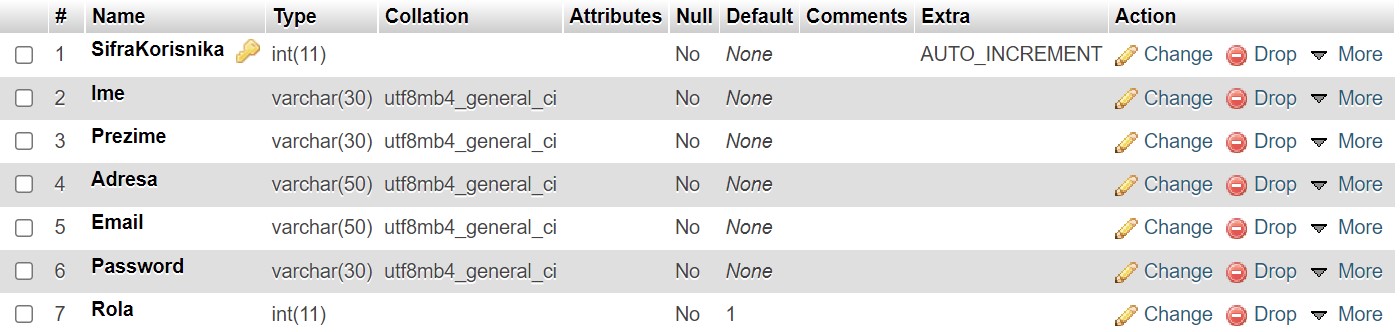 # Name Type Collation Attributes Null Default Comments Extra Action
1 SifraKorisnika int(11) No None AUTO_INCREMENT Change Drop More
2 Ime varchar(30) utf8mb4_general_ci No None Change Drop More
3 Prezime varchar(30) utf8mb4_general_ci No None Change Drop More
4 Adresa varchar(50) utf8mb4_general_ci No None Change Drop More
5 Email varchar(50) utf8mb4_general_ci No None Change Drop More
6 Password varchar(30) utf8mb4_general_ci No None Change Drop More
7 Rola int(11) No 1 Change Drop More